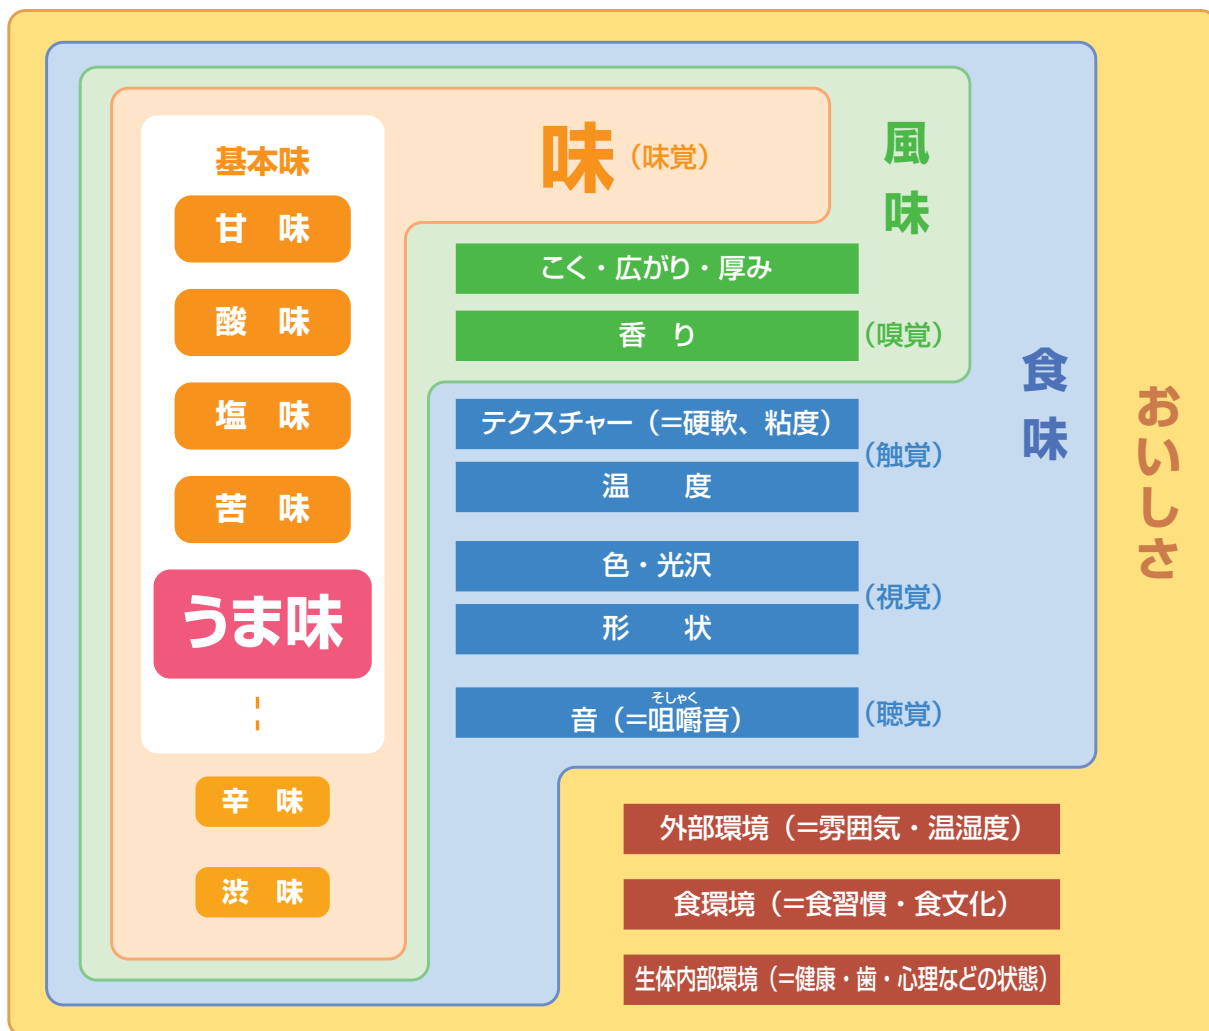 基本味
甘　味
酸　味
塩　味
苦　味
うま味
辛　味
渋　味
味（味覚）
風味
こく・広がり・厚み
香　り
（嗅覚）
食味
テクスチャー（=硬軟、粘度）
温　　度
（触覚）
色・光沢
形　　状
（視覚）
そしゃく
音（=咀嚼音）
（聴覚）
おいしさ
外部環境（=雰囲気・温湿度）
食環境（=食習慣・食文化）
生体内部環境（=健康・歯・心理などの状態）